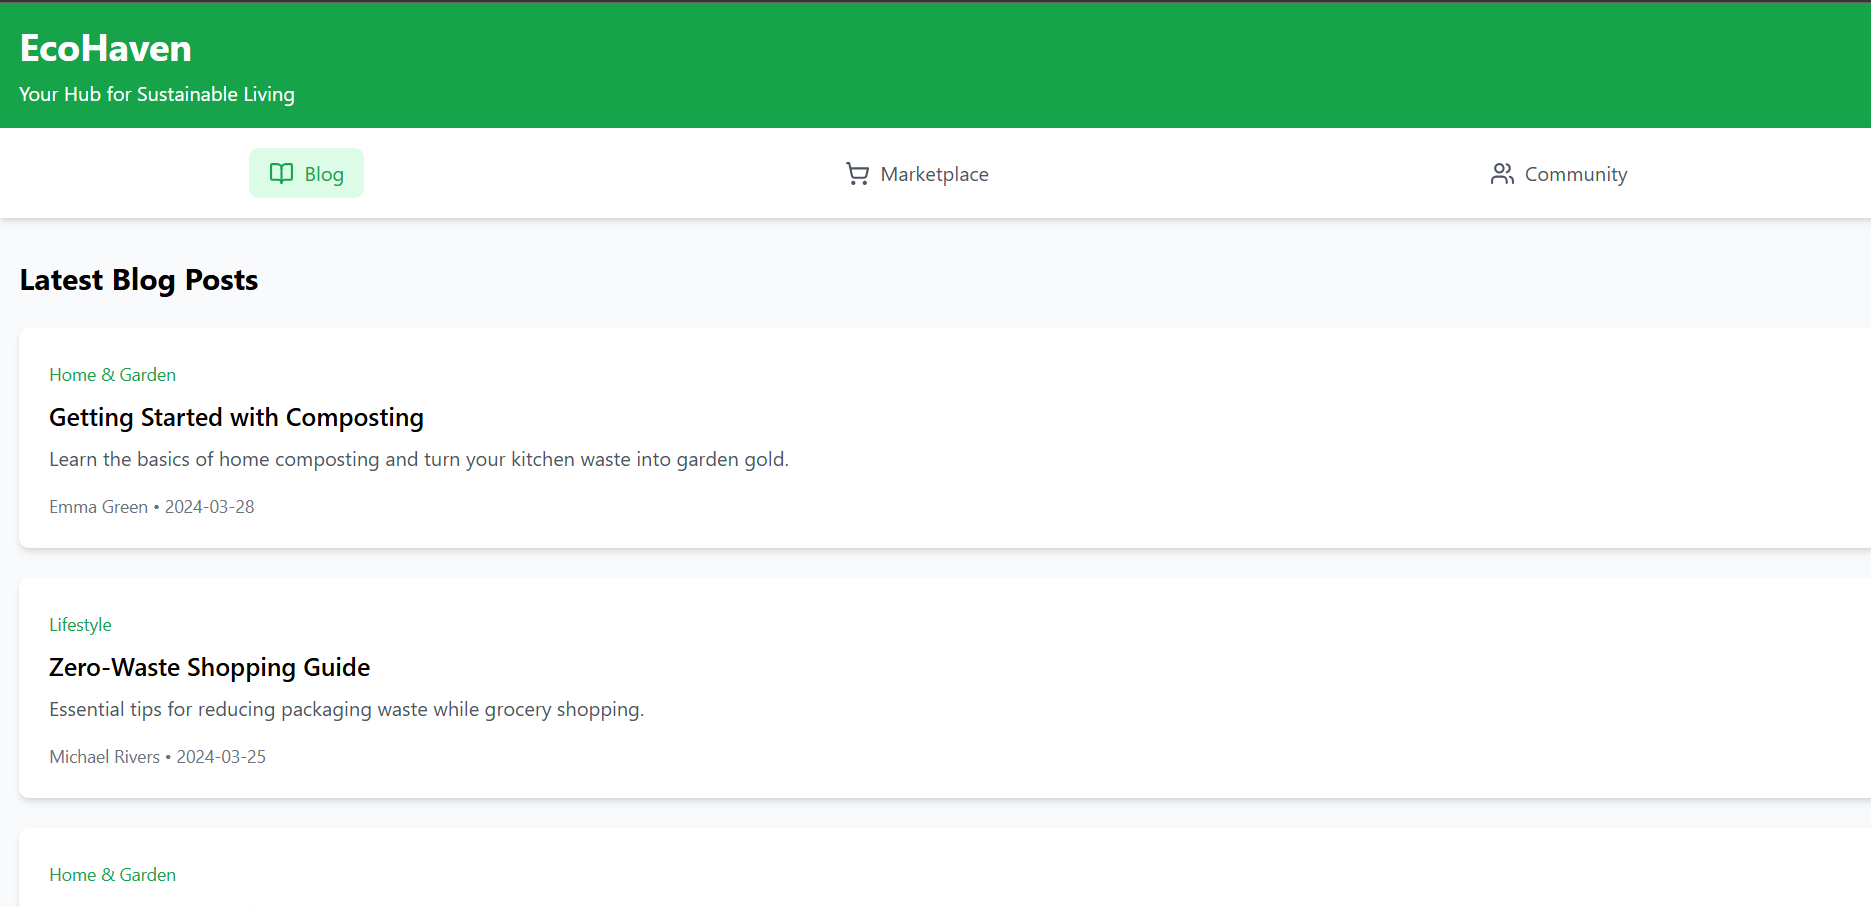 EcoHaven
Your Hub for Sustainable Living
Blog
Marketplace
Community
Latest Blog Posts
Home & Garden
Getting Started with Composting
Learn the basics of home composting and turn your kitchen waste into garden gold.
Emma Green • 2024-03-28
Lifestyle
Zero-Waste Shopping Guide
Essential tips for reducing packaging waste while grocery shopping.
Michael Rivers • 2024-03-25
Home & Garden